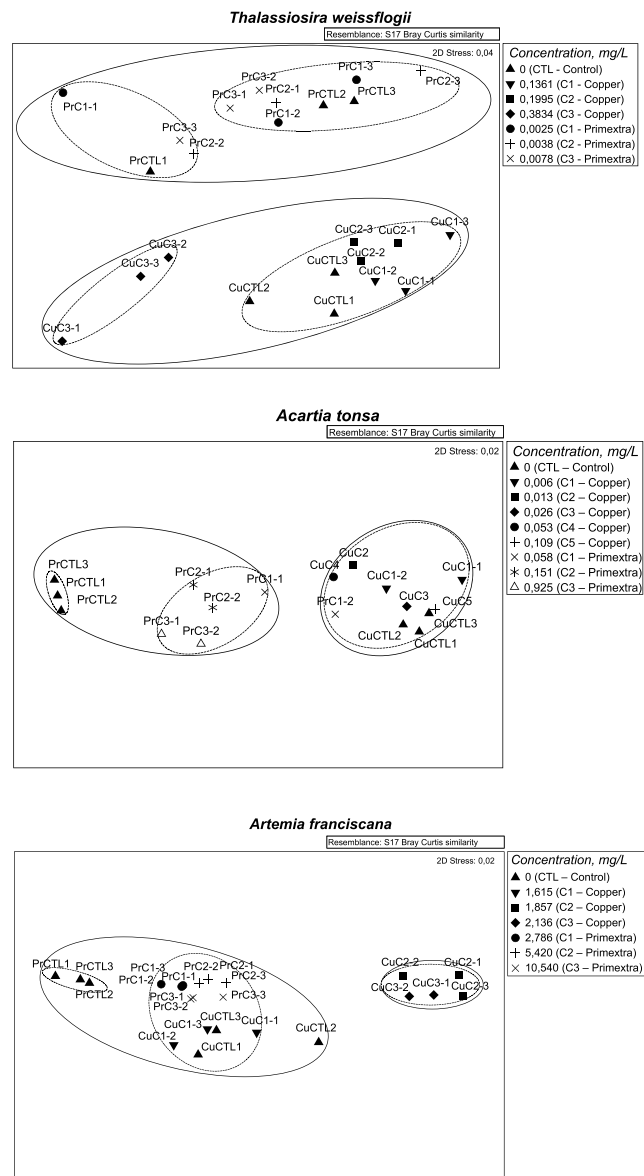 Thalassiosira weissflogii
Resemblance: S17 Bray Curtis similarity
2D Stress: 0,04
Concentration, mg/L
0 (CTL - Control)
0,1361 (C1 - Copper)
0,1995 (C2 - Copper)
0,3834 (C3 - Copper)
0,0025 (C1 - Primextra)
0,0038 (C2 - Primextra)
0,0078 (C3 - Primextra)
PrC1-1
PrC3-3
PrC2-2
PrCTL1
PrC3-2
PrC3-1
PrC2-1
PrC1-2
PrCTL2
PrC1-3
PrCTL3
PrC2-3
CuC3-2
CuC3-3
CuC3-1
CuC2-3
CuC2-1
CuC1-3
CuC2-2
CuCTL3
CuC1-2
CuC1-1
CuCTL2
CuCTL1
Acartia tonsa
Resemblance: S17 Bray Curtis similarity
2D Stress: 0,02
Concentration, mg/L
0 (CTL – Control)
0,006 (C1 – Copper)
0,013 (C2 – Copper)
0,026 (C3 – Copper)
0,053 (C4 – Copper)
0,109 (C5 – Copper)
0,058 (C1 – Primextra)
0,151 (C2 – Primextra)
0,925 (C3 – Primextra)
PrCTL3
PrCTL1
PrCTL2
PrC2-1
PrC1-1
PrC2-2
PrC3-1
PrC3-2
CuC2
CuC4
CuC1-1
CuC1-2
PrC1-2
CuC3
CuC5
CuCTL3
CuCTL2
CuCTL1
Artemia franciscana
Resemblance: S17 Bray Curtis similarity
2D Stress: 0,02
Concentration, mg/L
0 (CTL – Control)
1,615 (C1 – Copper)
1,857 (C2 – Copper)
2,136 (C3 – Copper)
2,786 (C1 – Primextra)
5,420 (C2 – Primextra)
10,540 (C3 – Primextra)
PrCTL1
PrCTL3
PrCTL2
PrC1-3
PrC2-2
PrC2-1
PrC1-2
PrC1-1
PrC2-3
PrC3-1
PrC3-3
PrC3-2
CuC1-3
CuCTL3
CuC1-1
CuC1-2
CuCTL1
CuCTL2
CuC2-2
CuC2-1
CuC3-2
CuC3-1
CuC2-3